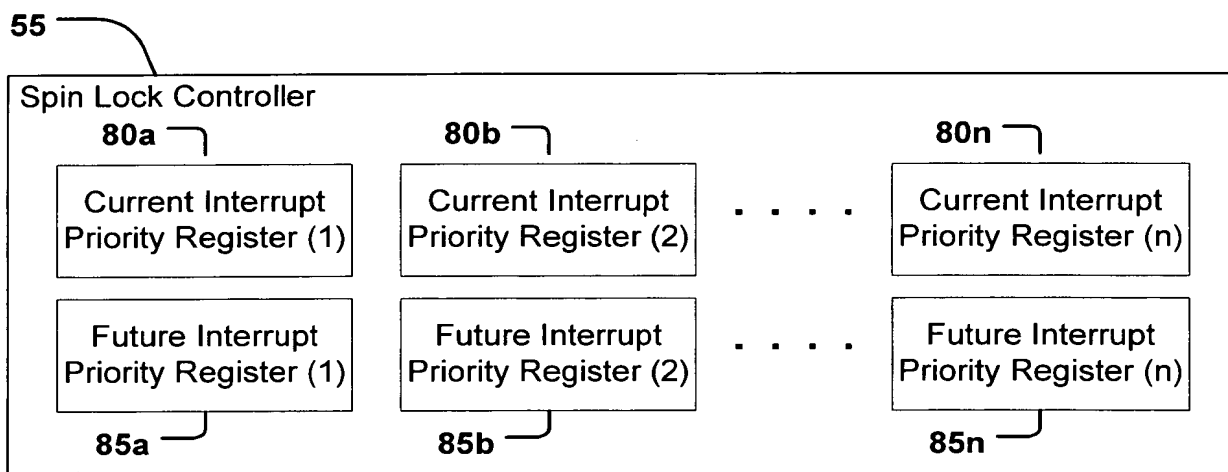 55
Spin Lock Controller
80a
80b
80n
Current Interrupt
Priority Register (1)
Current Interrupt
Priority Register (2)
. . . .
Current Interrupt
Priority Register (n)
Future Interrupt
Priority Register (1)
Future Interrupt
Priority Register (2)
. . . .
Future Interrupt
Priority Register (n)
85a
85b
85n